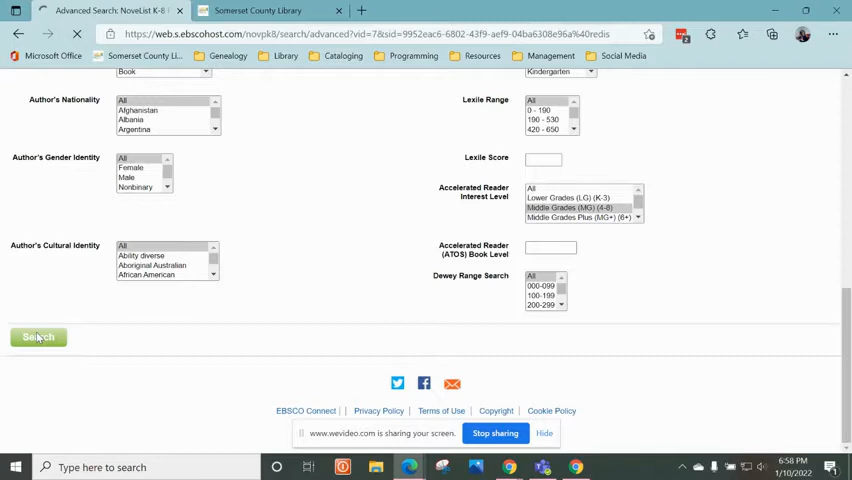 Advanced Search: NoveList K-8 F
Somerset County Library
https://web.s.ebscohost.com/novpk8/search/advanced?vid=7&sid=9952eac6-6802-43f9-aef9-04ba6308e96a%40redis
Microsoft Office
Somerset County Li...
Genealogy
Library
Cataloging
Programming
Resources
Management
Social Media
Book
Kindergarten
Author's Nationality
All
Afghanistan
Albania
Argentina
Lexile Range
All
0 - 190
190 - 530
420 - 650
Author's Gender Identity
All
Female
Male
Nonbinary
Lexile Score
Accelerated Reader
Interest Level
All
Lower Grades (LG) (K-3)
Middle Grades (MG) (4-8)
Middle Grades Plus (MG+) (6+)
Author's Cultural Identity
All
Ability diverse
Aboriginal Australian
African American
Accelerated Reader
(ATOS) Book Level
Dewey Range Search
All
000-099
100-199
200-299
Search
EBSCO Connect
Privacy Policy
Terms of Use
Copyright
Cookie Policy
www.wevideo.com is sharing your screen.
Stop sharing
Hide
Type here to search
6:58 PM
1/10/2022